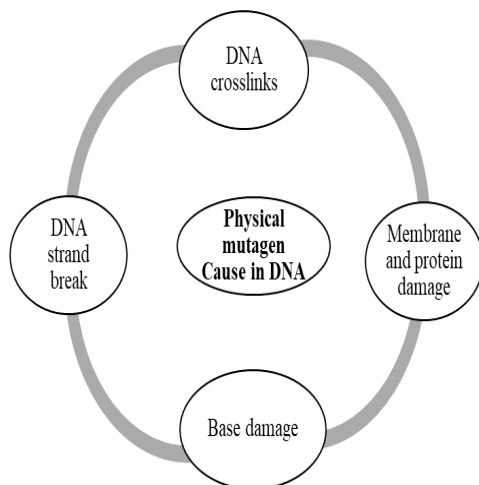 DNA
crosslinks
DNA
strand
break
Physical
mutagen
Cause in DNA
Membrane
and protein
damage
Base damage